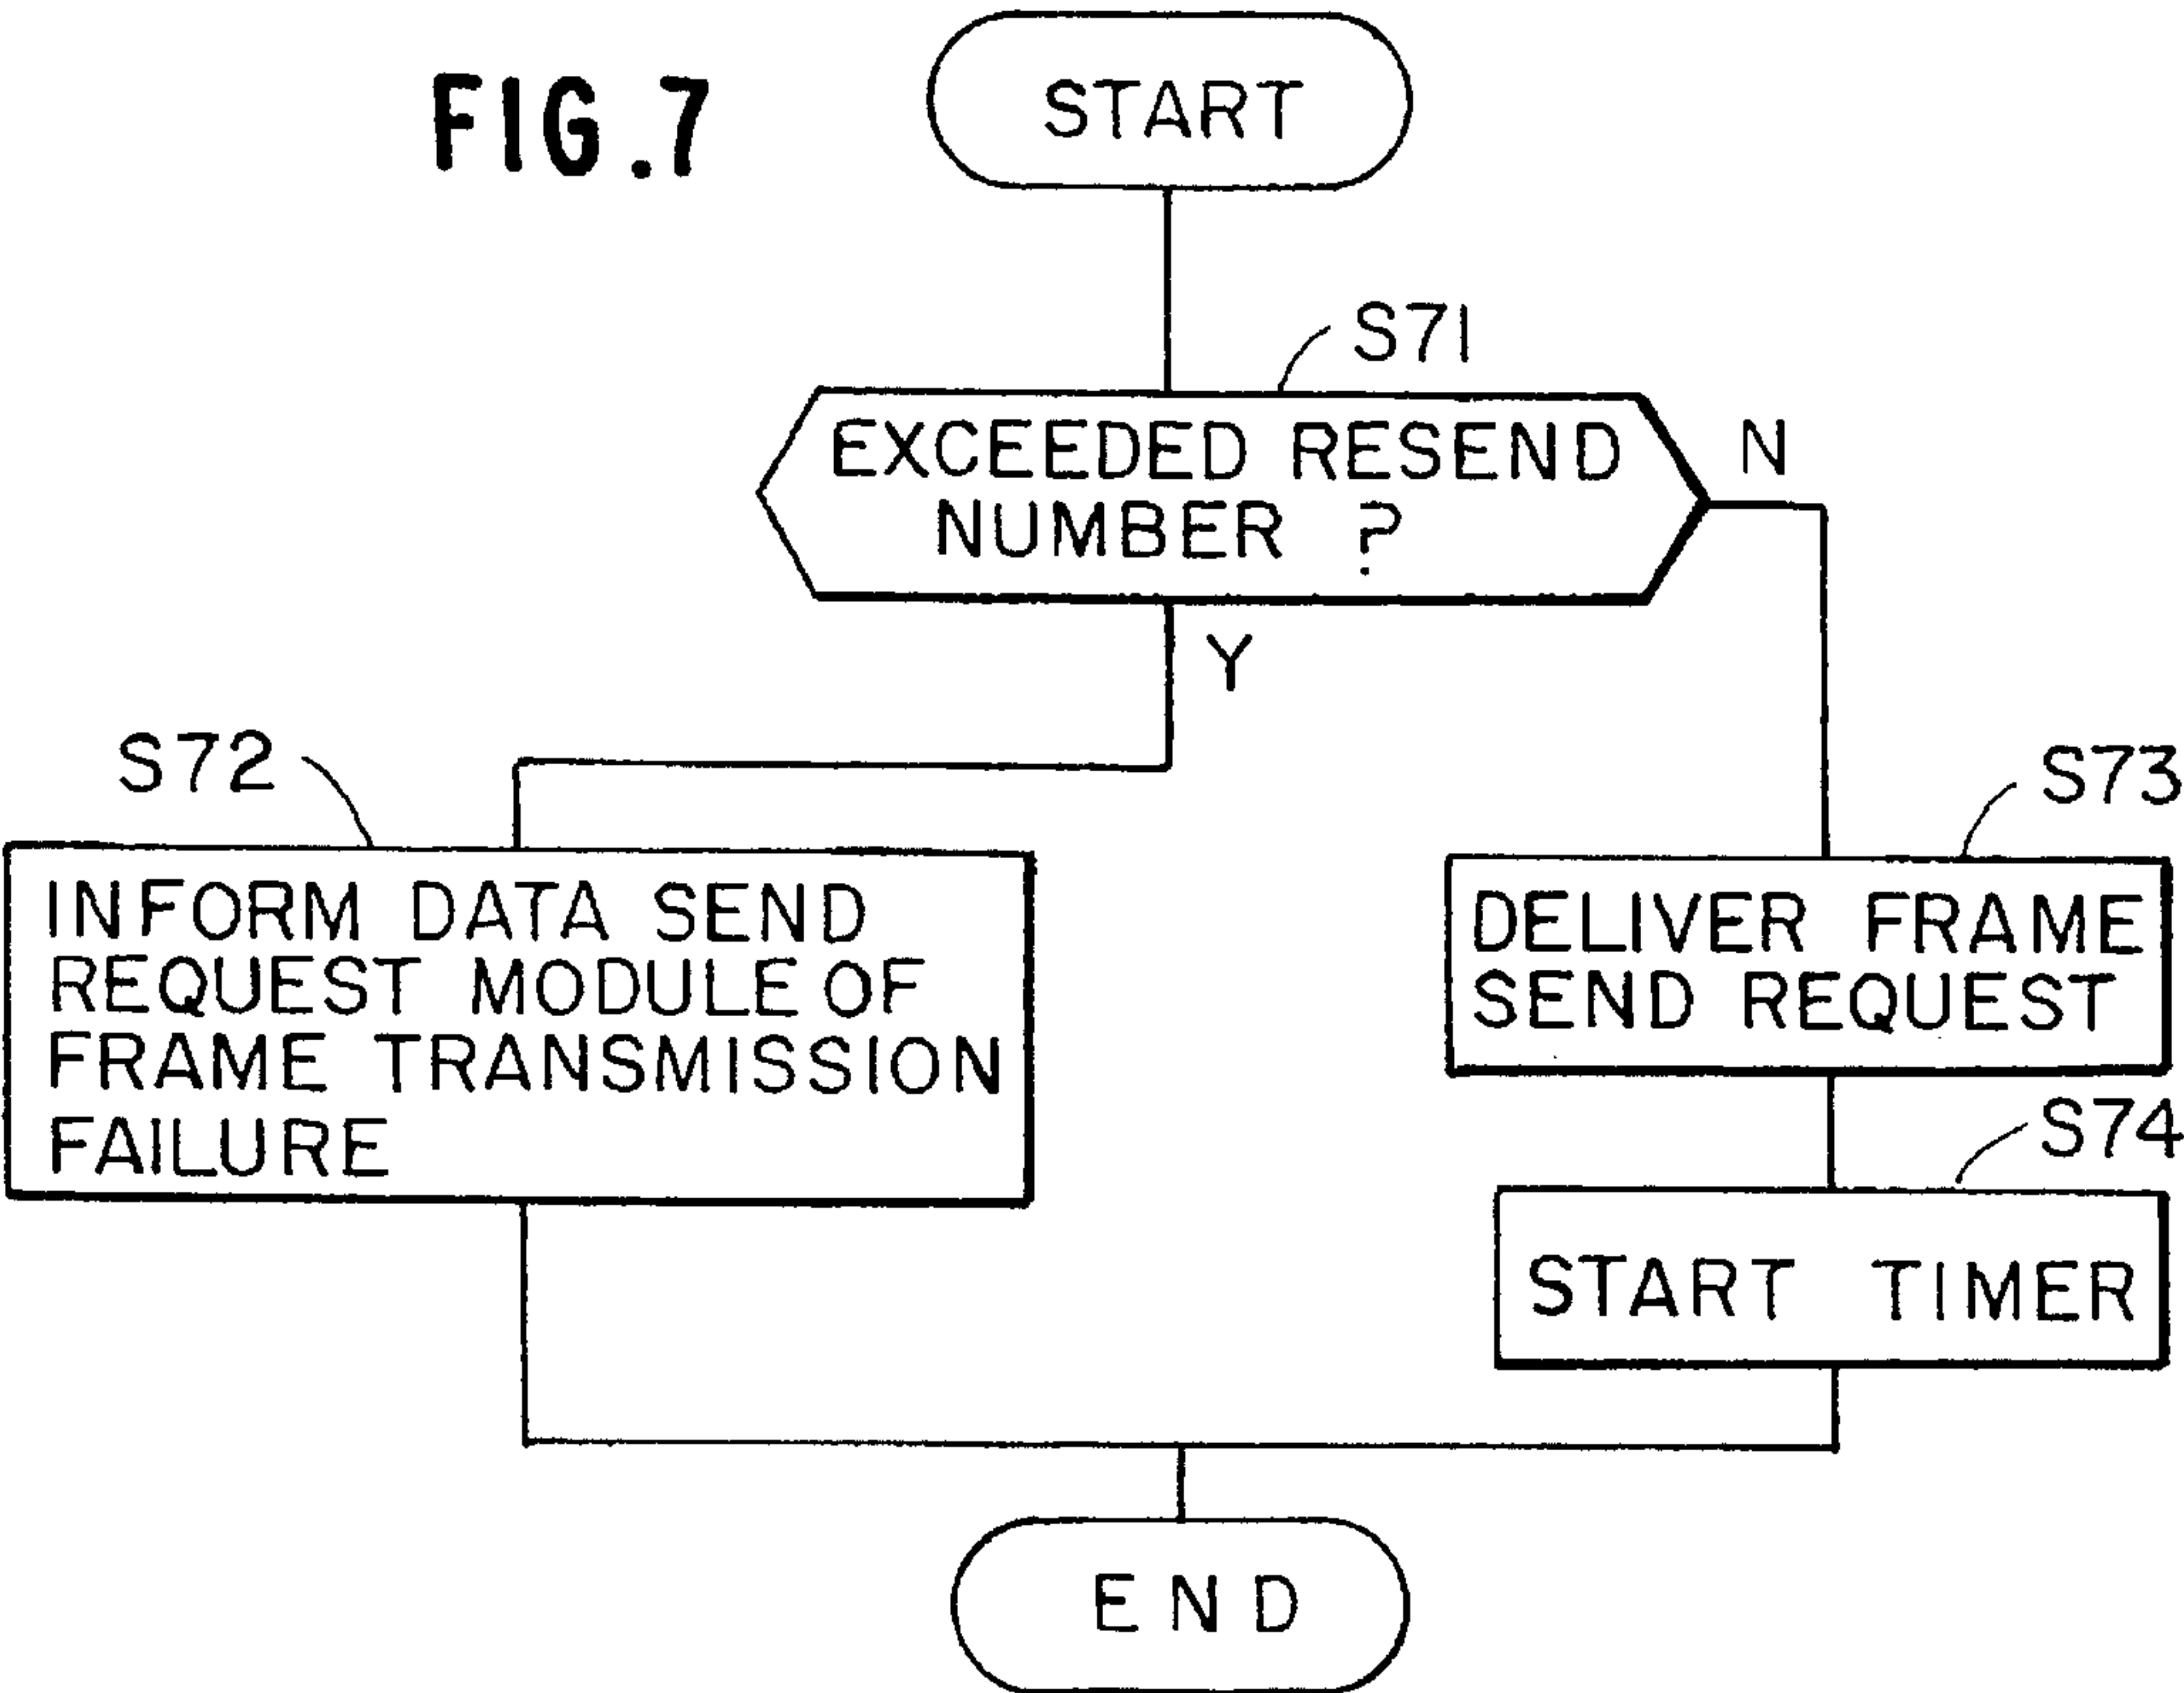 FIG.7
START
S71
EXCEEDED RESEND
NUMBER ?
N
Y
S72
INFORM DATA SEND
REQUEST MODULE OF
FRAME TRANSMISSION
FAILURE
S73
DELIVER FRAME
SEND REQUEST
S74
START TIMER
END